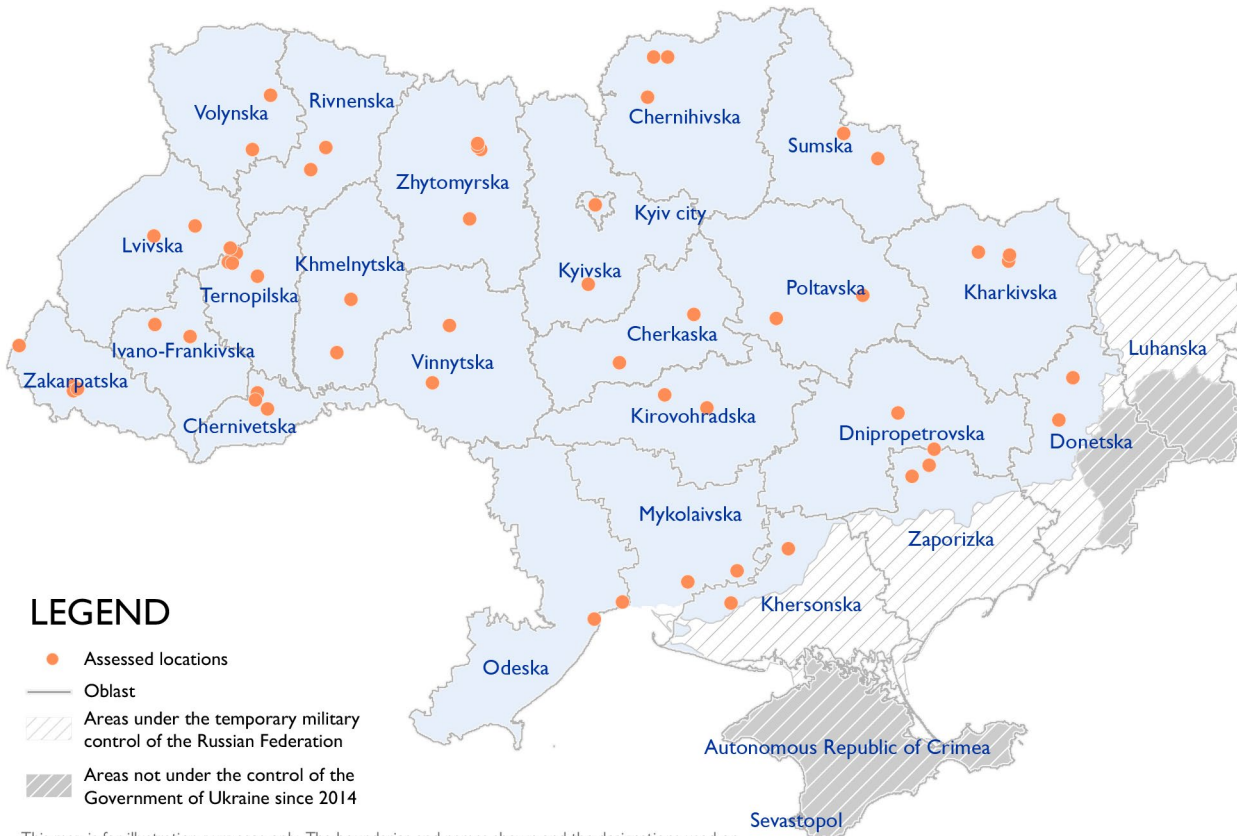 Volynska
Rivnenska
Chernihivska
Sumska
Zhytomyrska
Kyiv city
Lvivska
Khmelnytska
Kyivska
Ternopilska
Poltavska
Kharkivska
Cherkaska
Luhanska
Ivano-Frankivska
Vinnytska
Zakarpatska
Kirovohradska
Chernivetska
Dnipropetrovska
Donetska
Mykolaivska
Zaporizka
Khersonska
Odeska
Autonomous Republic of Crimea
Sevastopol
LEGEND
Assessed locations
Oblast
Areas under the temporary military
control of the Russian Federation
Areas not under the control of the
Government of Ukraine since 2014